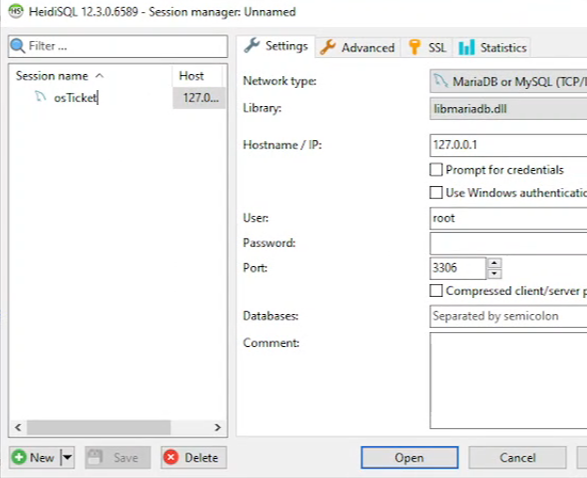 HeidiSQL 12.3.0.6589 - Session manager: Unnamed
Filter ...
Session name Host
osTicket 127.0...
New Save Delete
Settings Advanced SSL Statistics
Network type: MariaDB or MySQL (TCP/
Library: libmariadb.dll
Hostname / IP: 127.0.0.1
Prompt for credentials
Use Windows authenticatio
User: root
Password:
Port: 3306
Compressed client/server p
Databases: Separated by semicolon
Comment:
Open Cancel